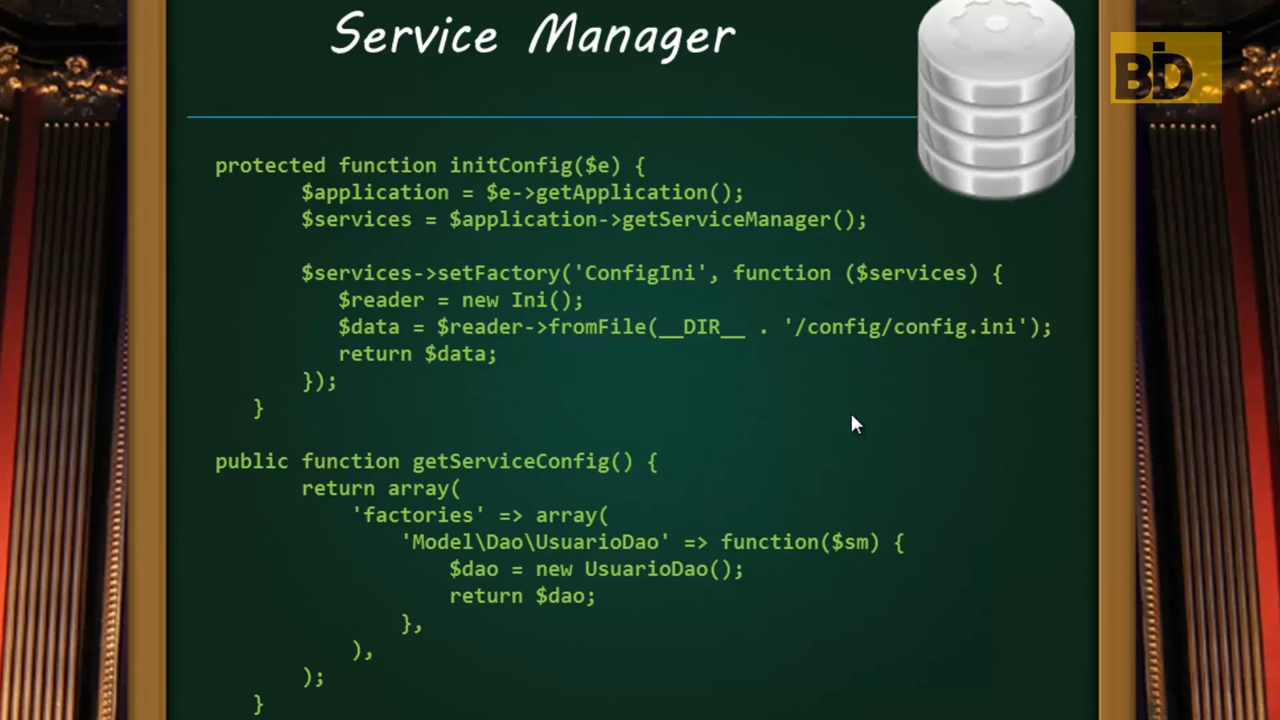 Service Manager
BID
protected function initConfig($e) {
$application = $e->getApplication();
$services = $application->getServiceManager();
$services->setFactory('ConfigIni', function ($services) {
$reader = new Ini();
$data = $reader->fromFile(__DIR__ . '/config/config.ini');
return $data;
});
}
public function getServiceConfig() {
return array(
'factories' => array(
'Model\Dao\UsuarioDao' => function($sm) {
$dao = new UsuarioDao();
return $dao;
},
),
);
}